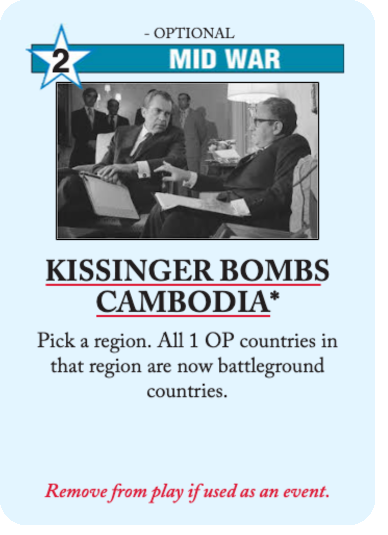 - OPTIONAL
2
MID WAR
KISSINGER BOMBS
CAMBODIA*
Pick a region. All 1 OP countries in
that region are now battleground
countries.
Remove from play if used as an event.